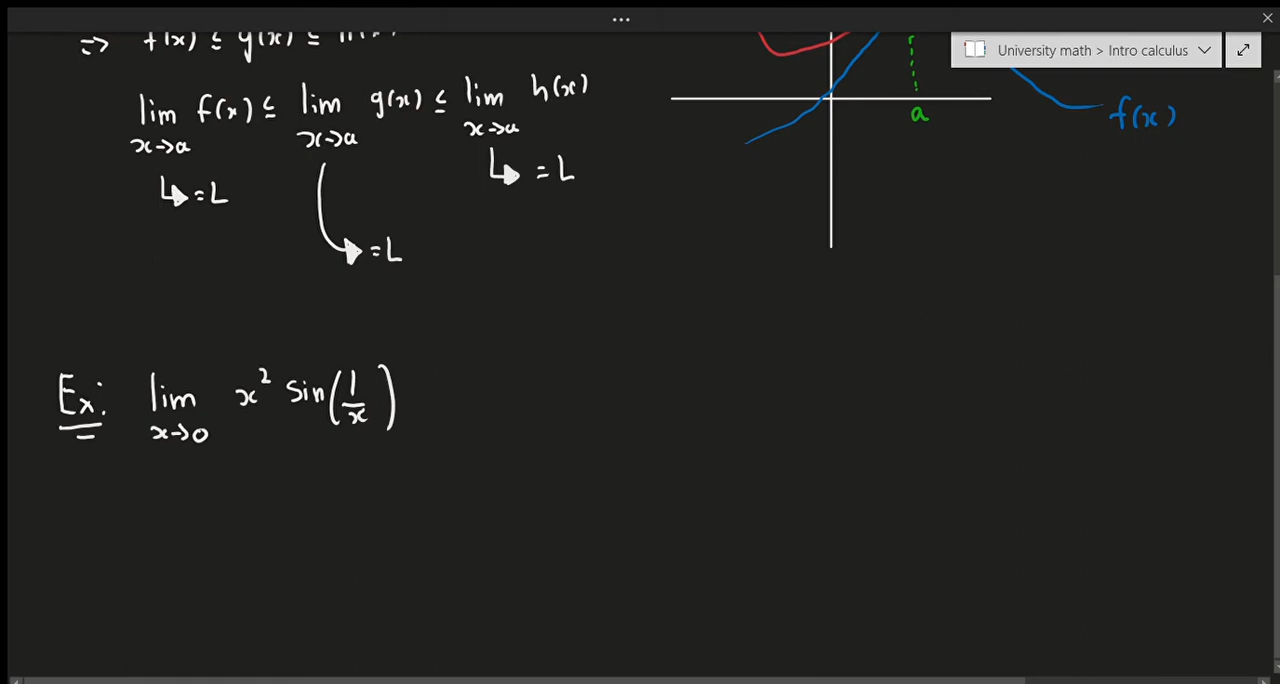 ⇒ f(x) ≤ g(x) ≤
University math > Intro calculus
lim f(x) ≤ lim g(x) ≤ lim h(x)
x→a x→a x→a
a
f(x)
↳ = L
↳ = L
= L
Ex: lim x² sin(1/x)
x→0